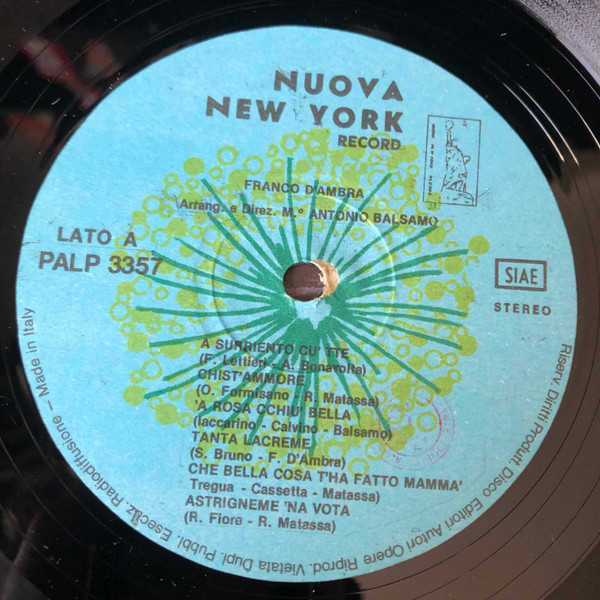 NUOVA
NEW YORK
RECORD
FRANCO D'AMBRA
Arrang. e Direz. M.º ANTONIO BALSAMO
LATO A
PALP 3357
SIAE
STEREO
A SURRIENTO CU' TTE
(F. Lettieri - A. Bonavolta)
CHIST'AMMORE
(O. Formisano - R. Matassa)
'A ROSA CCHIU' BELLA
(Iaccarino - Calvino - Balsamo)
TANTA LACREME
(S. Bruno - F. D'Ambra)
CHE BELLA COSA T'HA FATTO MAMMA'
Tregua - Cassetta - Matassa)
ASTRIGNEME 'NA VOTA
(R. Fiore - R. Matassa)
Riserv. Diritti Produtt Disco Editori Autori Opere Riprod. Vietata Dupl. Pubbl. Esecuz. Radiodiffusione – Made in Italy